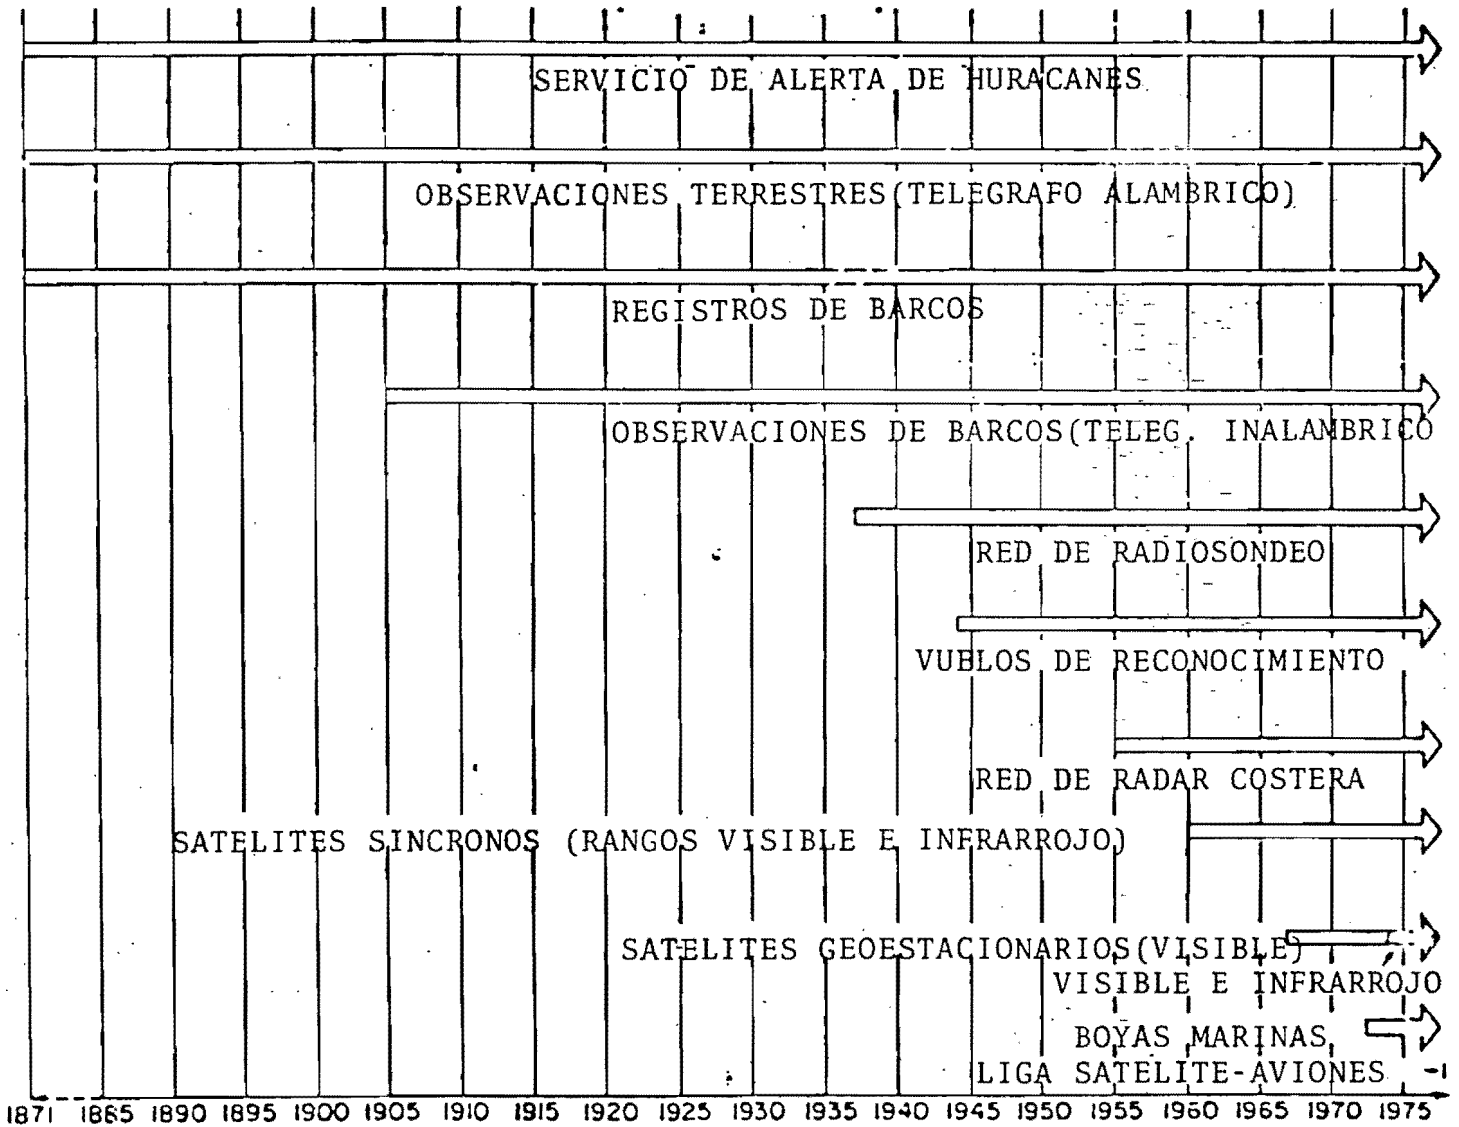 SERVICIO DE ALERTA DE HURACANES
OBSERVACIONES TERRESTRES(TELEGRAFO ALAMBRICO)
REGISTROS DE BARCOS
OBSERVACIONES DE BARCOS(TELEG. INALAMBRICO
RED DE RADIOSONDEO
VUELOS DE RECONOCIMIENTO
RED DE RADAR COSTERA
SATELITES SINCRONOS (RANGOS VISIBLE E INFRARROJO)
SATELITES GEOESTACIONARIOS(VISIBLE)
VISIBLE E INFRARROJO
BOYAS MARINAS
LIGA SATELITE-AVIONES
1871 1885 1890 1895 1900 1905 1910 1915 1920 1925 1930 1935 1940 1945 1950 1955 1960 1965 1970 1975